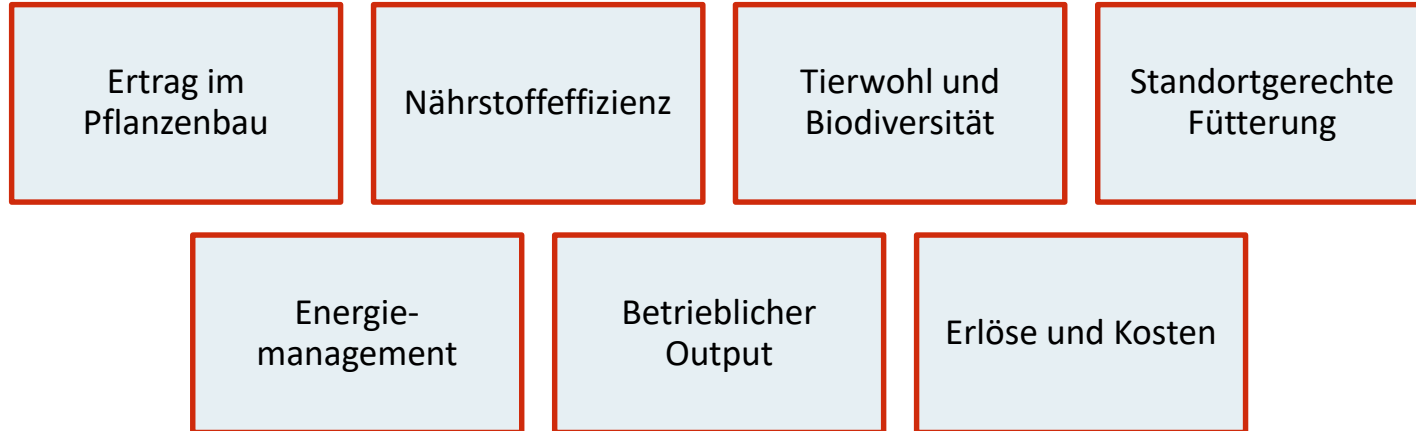 Ertrag im
Pflanzenbau
Nährstoffeffizienz
Tierwohl und
Biodiversität
Standortgerechte
Fütterung
Energie-
management
Betrieblicher
Output
Erlöse und Kosten